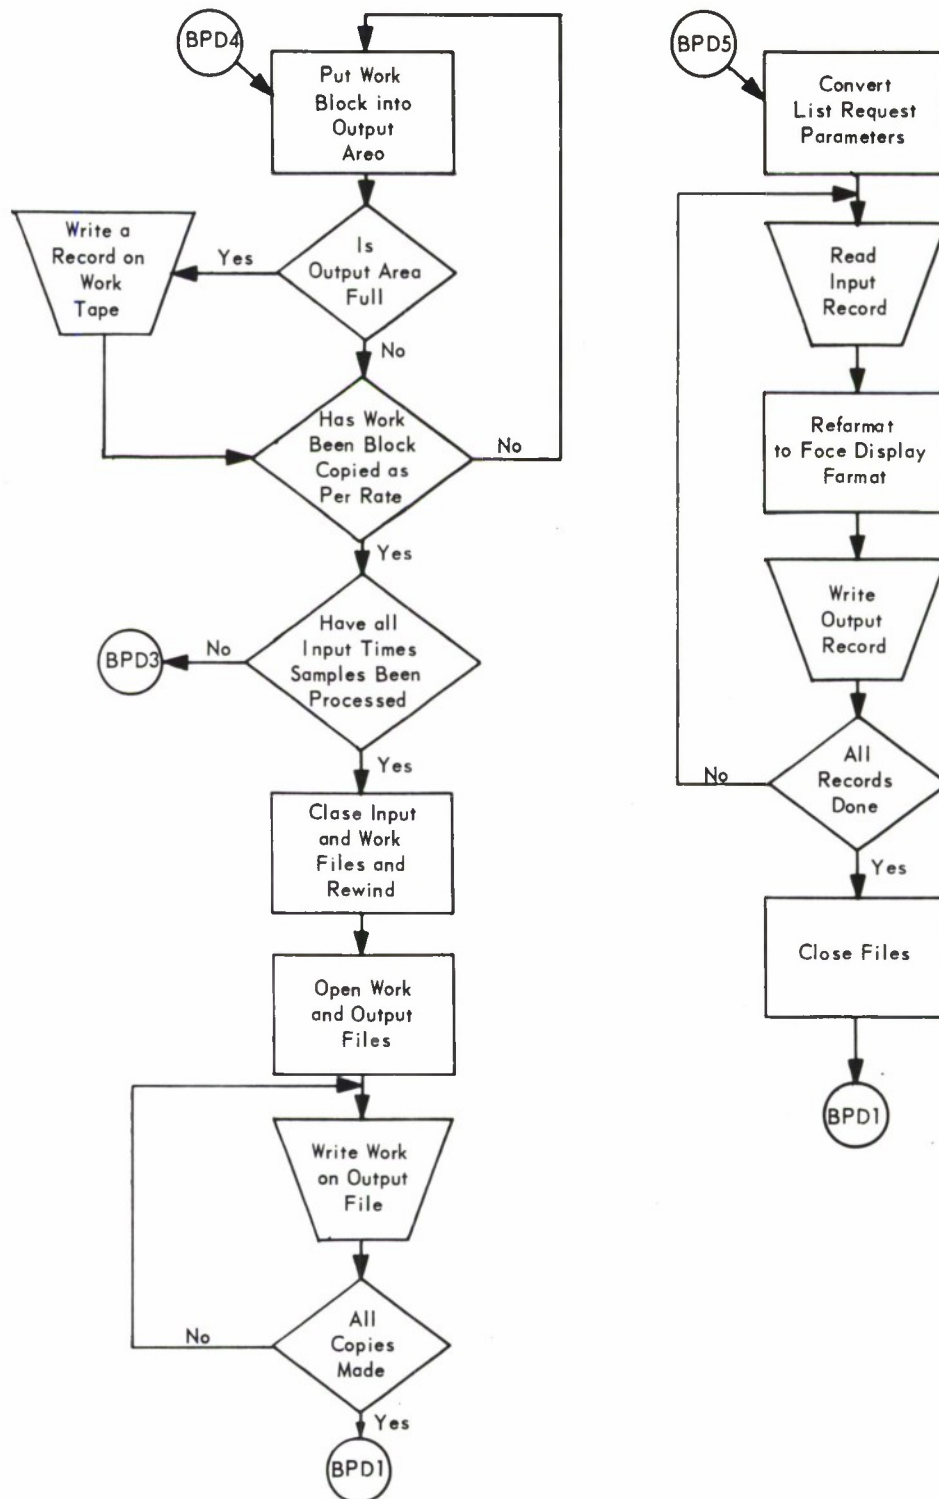 BPD4
Put Work
Block into
Output
Areo
Is
Output Area
Full
Yes
Write a
Record on
Work
Tape
No
Has Work
Been Block
Copied as
Per Rate
No
Yes
Have all
Input Times
Samples Been
Processed
No
BPD3
Yes
Clase Input
and Work
Files and
Rewind
Open Work
and Output
Files
Write Work
on Output
File
All
Copies
Made
No
Yes
BPD1
BPD5
Convert
List Request
Parameters
Read
Input
Record
Refarmat
to Foce Display
Farmat
Write
Output
Record
All
Records
Done
No
Yes
Close Files
BPD1